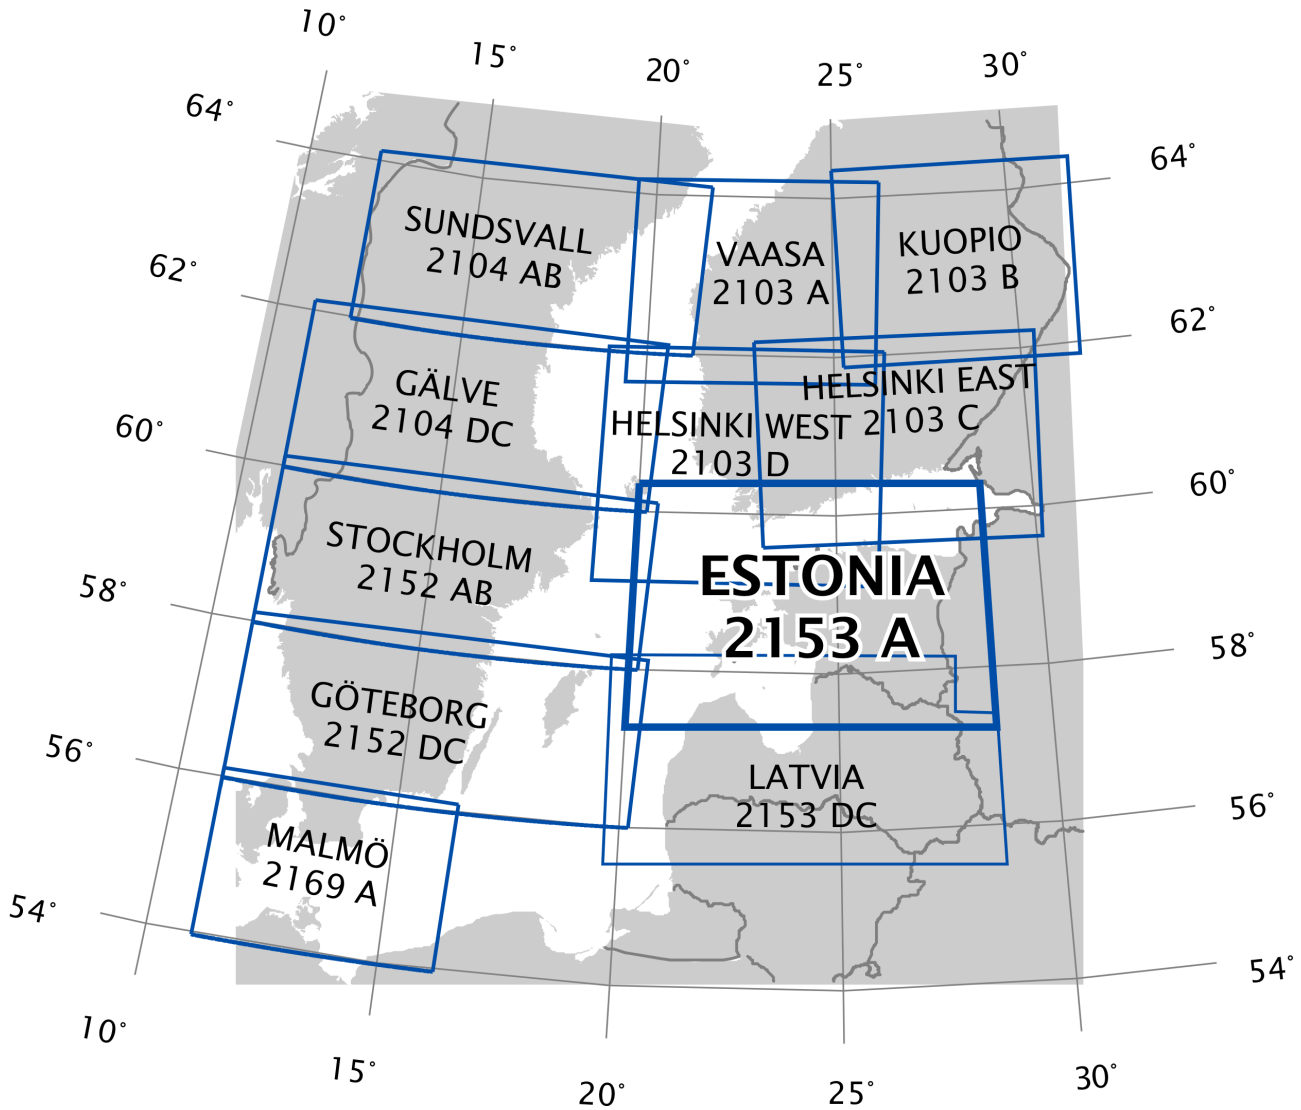 10°
15°
20°
25°
30°
64°
64°
SUNDSVALL
2104 AB
VAASA
2103 A
KUOPIO
2103 B
62°
62°
GÄLVE
2104 DC
HELSINKI EAST
2103 C
HELSINKI WEST
2103 D
60°
60°
STOCKHOLM
2152 AB
ESTONIA
2153 A
58°
58°
GÖTEBORG
2152 DC
LATVIA
2153 DC
56°
56°
MALMÖ
2169 A
54°
54°
10°
15°
20°
25°
30°